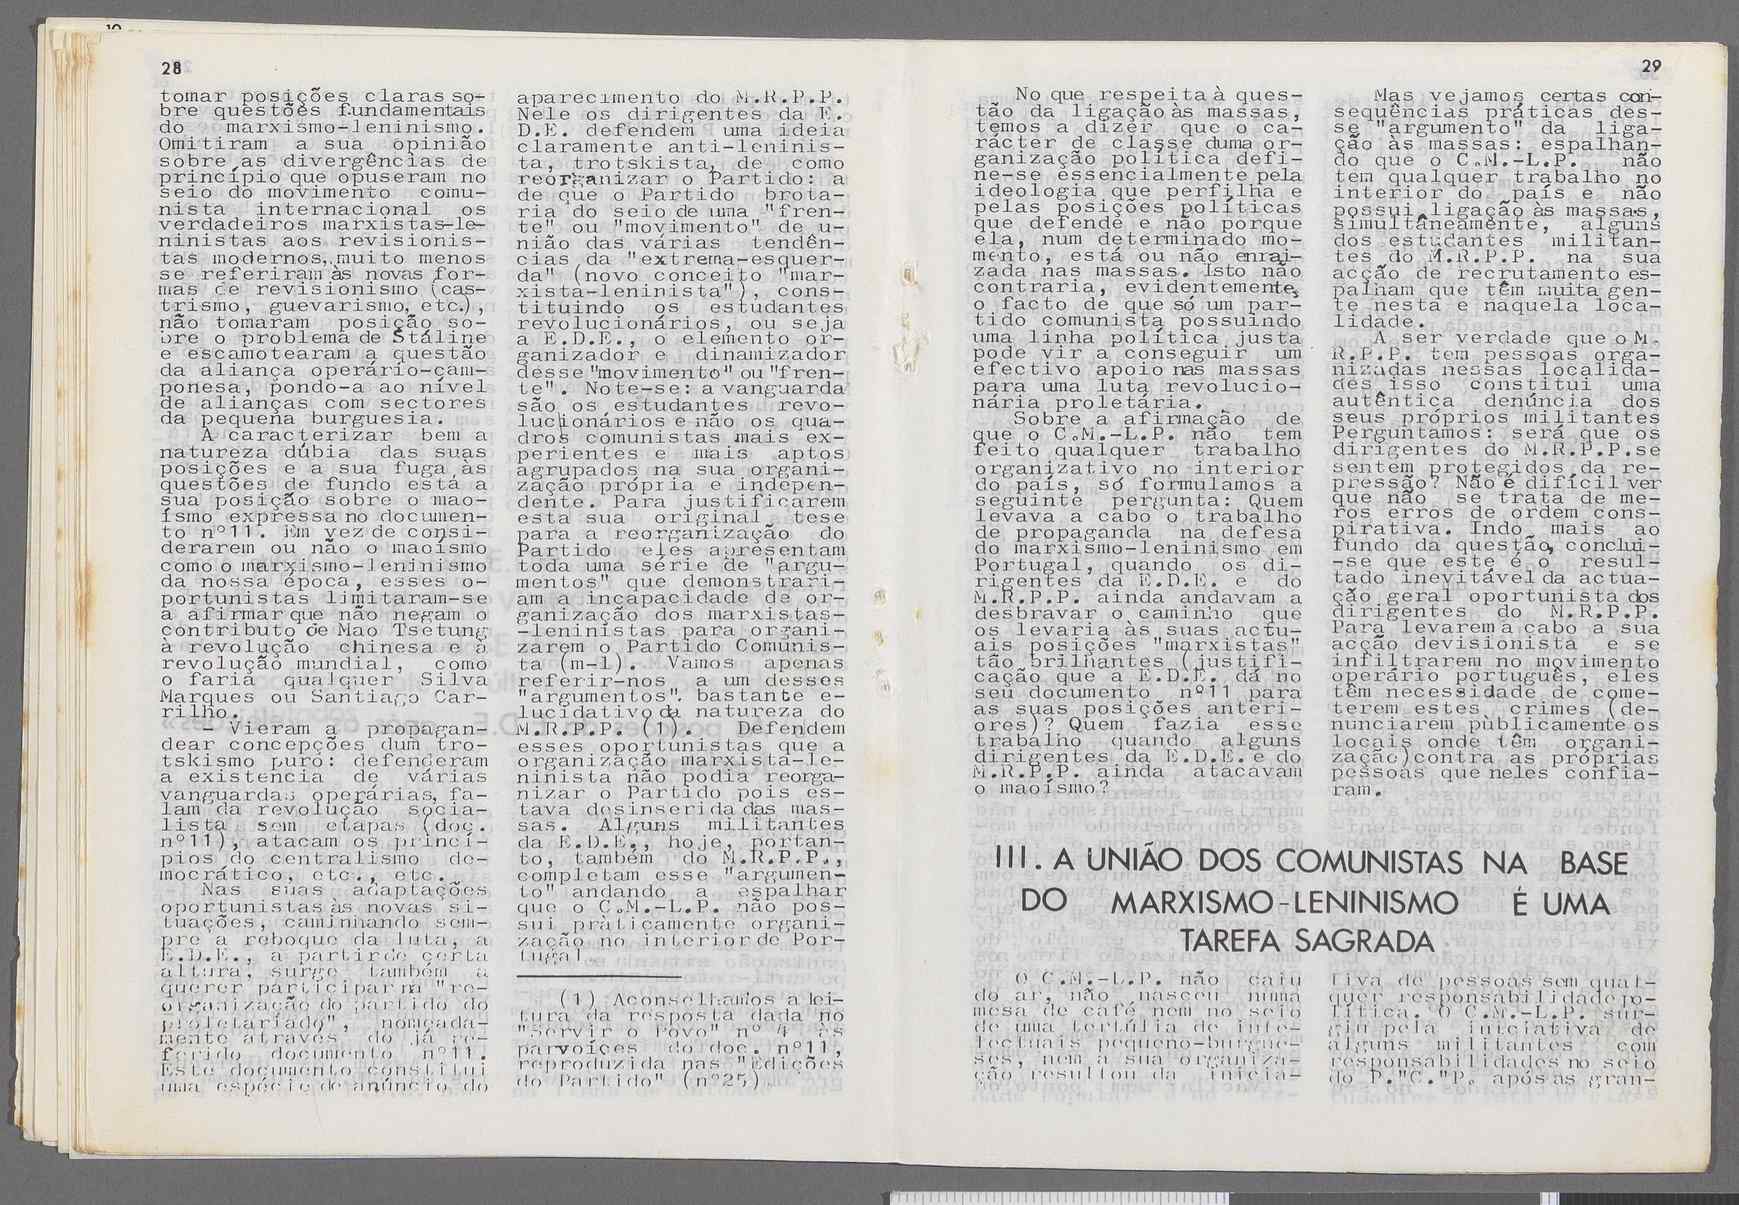 28
tomar posições claras so-
bre questões fundamentais
do marxismo-leninismo.
Omitiram a sua opinião
sobre as divergências de
princípio que opuseram no
seio do movimento comu-
nista internacional os
verdadeiros marxistas-le-
ninistas aos revisionis-
tas modernos, muito menos
se referiram às novas for-
mas de revisionismo (cas-
trismo, guevarismo, etc.),
não tomaram posição so-
bre o problema de Stáline
e escamotearam a questão
da aliança operário-cam-
ponesa, pondo-a ao nível
de alianças com sectores
da pequena burguesia.
A caracterizar bem a
natureza dúbia das suas
posições e a sua fuga às
questões de fundo está a
sua posição sobre o mao-
ísmo expressa no documen-
to nº11. Em vez de consi-
derarem ou não o maoísmo
como o marxismo-leninismo
da nossa época, esses o-
portunistas limitaram-se
a afirmar que não negam o
contributo de Mao Tsetung
à revolução chinesa e à
revolução mundial, como
o faria qualquer Silva
Marques ou Santiago Car-
rilho.
- Vieram a propagan-
dear concepções dum tro-
tskismo puro: defenderam
a existência de várias
vanguardas operárias, fa-
lam da revolução socia-
lista sem etapas (doc.
nº11), atacam os princí-
pios do centralismo de-
mocrático, etc., etc.
Nas suas adaptações
oportunistas às novas si-
tuações, caminhando sem-
pre a reboque da luta, a
E.D.E., a partir de certa
altura, surge também a
querer participar na "re-
organização do partido do
proletariado", nomeada-
mente através do já re-
ferido documento nº11.
Este documento constitui
uma espécie de anúncio do
aparecimento do M.R.P.P.
Nele os dirigentes da E.
D.E. defendem uma ideia
claramente anti-leninis-
ta, trotskista, de como
reorganizar o Partido: a
de que o Partido brota-
ria do seio de uma "fren-
te" ou "movimento" de u-
nião das várias tendên-
cias da "extrema-esquer-
da" (novo conceito "mar-
xista-leninista"), cons-
tituindo os estudantes
revolucionários, ou seja
a E.D.E., o elemento or-
ganizador e dinamizador
desse "movimento" ou "fren-
te". Note-se: a vanguarda
são os estudantes revo-
lucionários e não os qua-
dros comunistas mais ex-
perientes e mais aptos
agrupados na sua organi-
zação própria e indepen-
dente. Para justificarem
esta sua original tese
para a reorganização do
Partido eles apresentam
toda uma série de "argu-
mentos" que demonstrari-
am a incapacidade de or-
ganização dos marxistas-
-leninistas para organi-
zarem o Partido Comunis-
ta (m-l). Vamos apenas
referir-nos a um desses
"argumentos", bastante e-
lucidativo da natureza do
M.R.P.P. (1). Defendem
esses oportunistas que a
organização marxista-le-
ninista não podia reorga-
nizar o Partido pois es-
tava desinserida das mas-
sas. Alguns militantes
da E.D.E., hoje, portan-
to, também do M.R.P.P.,
completam esse "argumen-
to" andando a espalhar
que o C.M.-L.P. não pos-
sui práticamente organi-
zação no interior de Por-
tugal.
(1) Aconselhamos a lei-
tura da resposta dada no
"Servir o Povo" nº 4 às
parvoíces do doc. nº11,
reproduzida nas "Edições
do Partido" (nº25).
29
No que respeita à ques-
tão da ligação às massas,
temos a dizer que o ca-
rácter de classe duma or-
ganização política defi-
ne-se essencialmente pela
ideologia que perfilha e
pelas posições políticas
que defende e não porque
ela, num determinado mo-
mento, está ou não enrai-
zada nas massas. Isto não
contraria, evidentemente,
o facto de que só um par-
tido comunista possuindo
uma linha política justa
pode vir a conseguir um
efectivo apoio nas massas
para uma luta revolucio-
nária proletária.
Sobre a afirmação de
que o C.M.-L.P. não tem
feito qualquer trabalho
organizativo no interior
do país, só formulamos a
seguinte pergunta: Quem
levava a cabo o trabalho
de propaganda na defesa
do marxismo-leninismo em
Portugal, quando os di-
rigentes da E.D.E. e do
M.R.P.P. ainda andavam a
desbravar o caminho que
os levaria às suas actu-
ais posições "marxistas"
tão brilhantes (justifi-
cação que a E.D.E. dá no
seu documento nº11 para
as suas posições anteri-
ores)? Quem fazia esse
trabalho quando alguns
dirigentes da E.D.E. e do
M.R.P.P. ainda atacavam
o maoísmo?
Mas vejamos certas con-
sequências práticas des-
se "argumento" da liga-
ção às massas: espalhan-
do que o C.M.-L.P. não
tem qualquer trabalho no
interior do país e não
possui ligação às massas,
simultâneamente, alguns
dos estudantes militan-
tes do M.R.P.P. na sua
acção de recrutamento es-
palham que têm muita gen-
te nesta e naquela loca-
lidade.
A ser verdade que o M.
R.P.P. tem pessoas orga-
nizadas nessas localida-
des isso constitui uma
autêntica denúncia dos
seus próprios militantes
Perguntamos: será que os
dirigentes do M.R.P.P. se
sentem protegidos da re-
pressão? Não é difícil ver
que não se trata de me-
ros erros de ordem cons-
pirativa. Indo mais ao
fundo da questão, conclui-
-se que este é o resul-
tado inevitável da actua-
ção geral oportunista dos
dirigentes do M.R.P.P.
Para levarem a cabo a sua
acção devisionista e se
infiltrarem no movimento
operário português, eles
têm necessidade de come-
terem estes crimes (de-
nunciarem pùblicamente os
locais onde têm organi-
zação) contra as próprias
pessoas que neles confia-
ram.
III. A UNIÃO DOS COMUNISTAS NA BASE
DO MARXISMO-LENINISMO É UMA
TAREFA SAGRADA
O C.M.-L.P. não caiu
do ar, não nasceu numa
mesa de café nem no seio
de uma tertúlia de inte-
lectuais pequeno-burgue-
ses, nem a sua organiza-
ção resultou da inicia-
tiva de pessoas sem qual-
quer responsabilidade po-
lítica. O C.M.-L.P. sur-
giu pela iniciativa de
alguns militantes com
responsabilidades no seio
do P."C."P. após as gran-